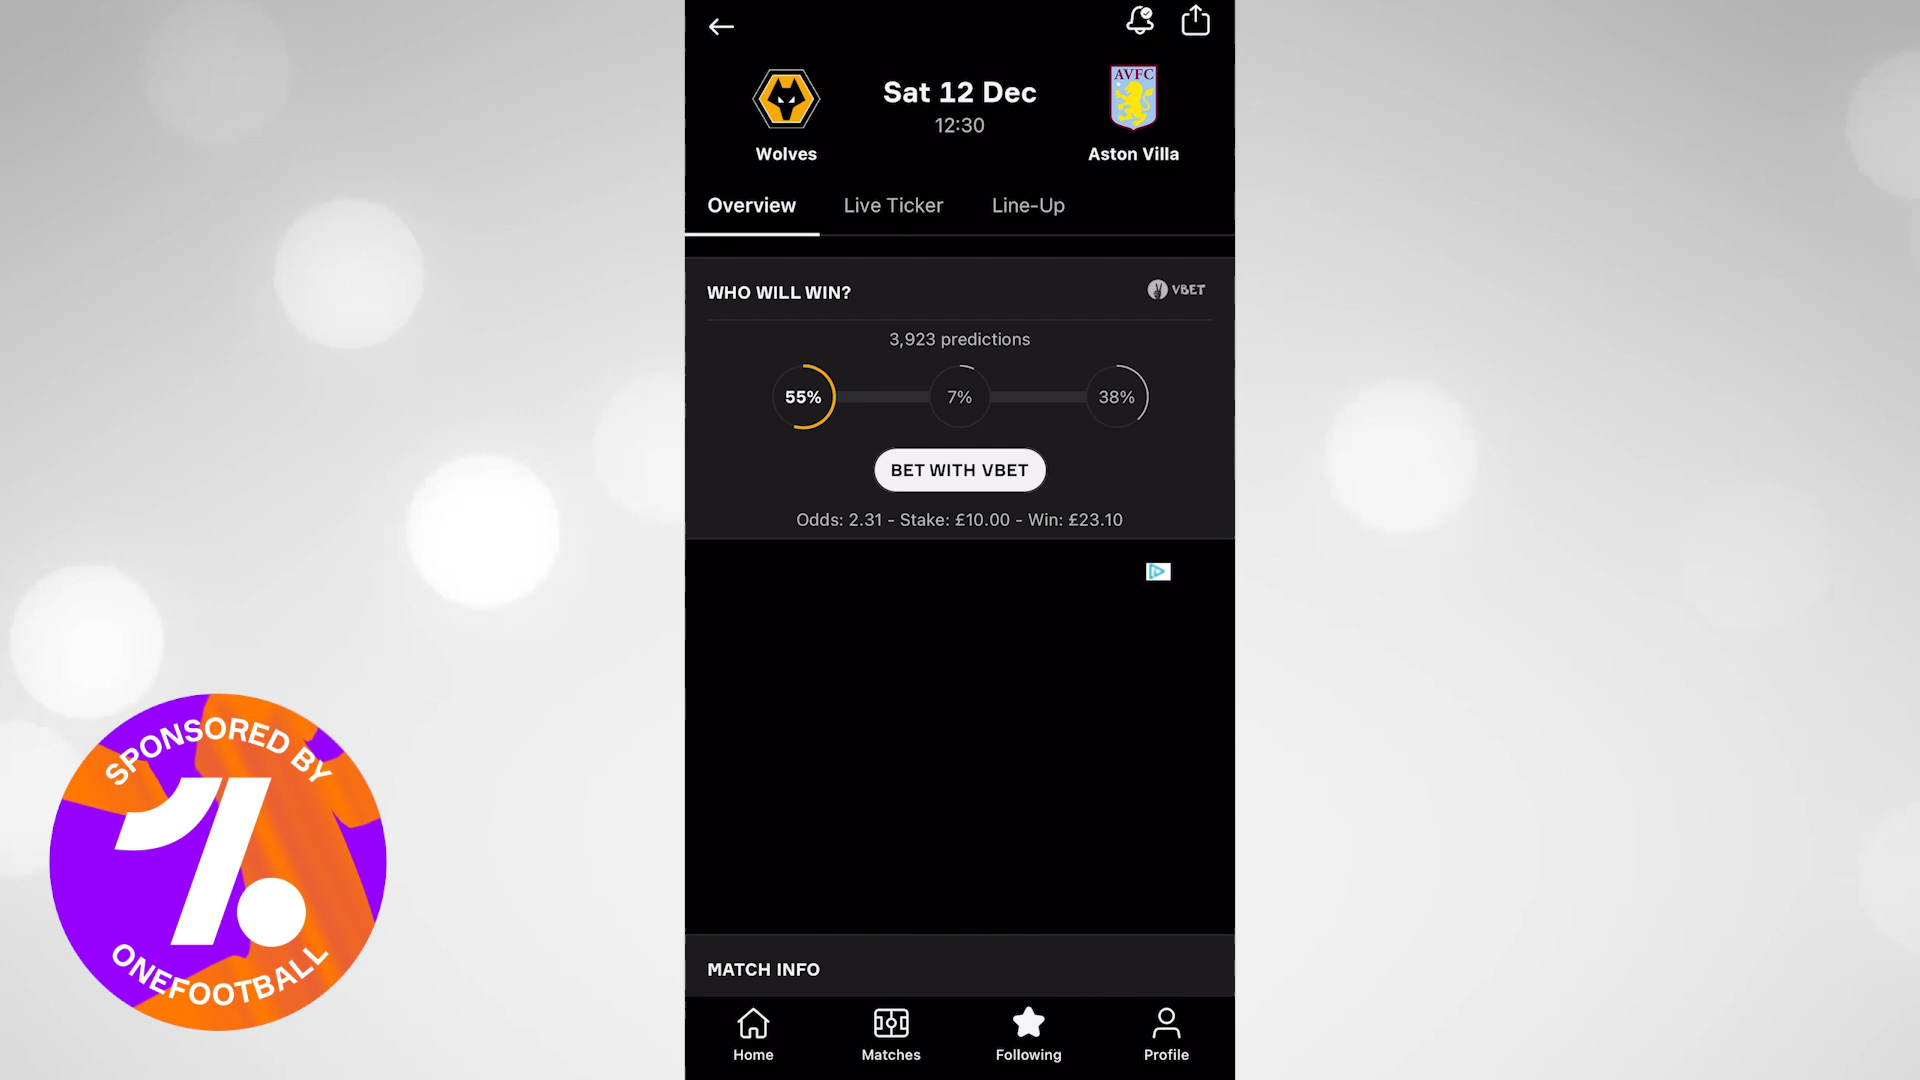 Sat 12 Dec
12:30
AVFC
Wolves
Aston Villa
Overview
Live Ticker
Line-Up
WHO WILL WIN?
VBET
3,923 predictions
55%
7%
38%
BET WITH VBET
Odds: 2.31 - Stake: £10.00 - Win: £23.10
SPONSORED BY
ONEFOOTBALL
MATCH INFO
Home
Matches
Following
Profile